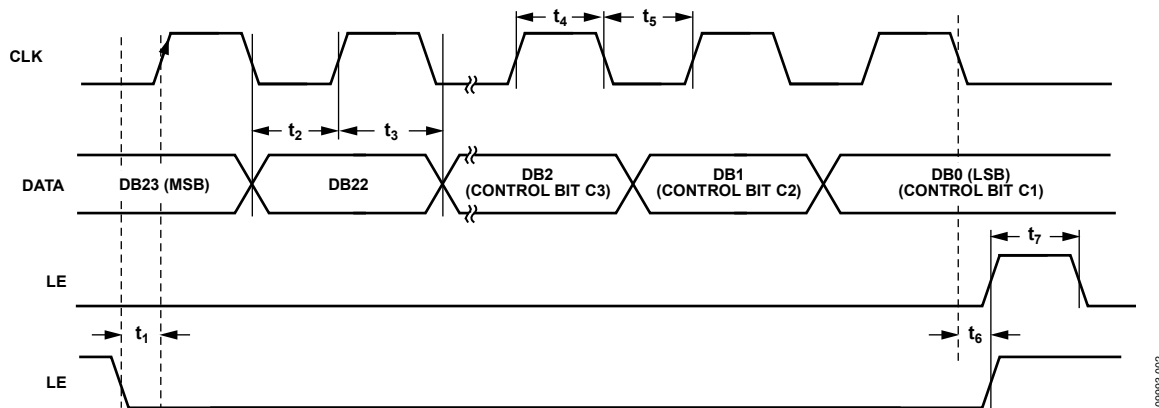 t4
t5
CLK
t2
t3
DATA
DB23 (MSB)
DB22
DB2
(CONTROL BIT C3)
DB1
(CONTROL BIT C2)
DB0 (LSB)
(CONTROL BIT C1)
t7
LE
t1
t6
LE